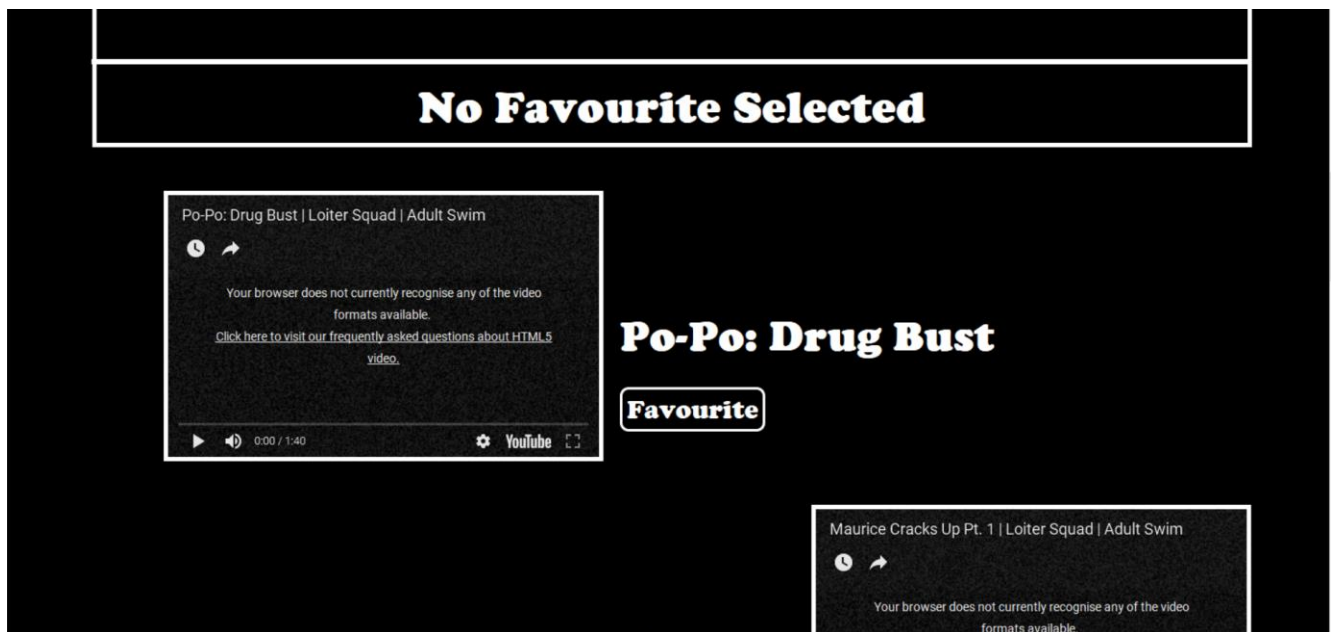 No Favourite Selected
Po-Po: Drug Bust | Loiter Squad | Adult Swim
Your browser does not currently recognise any of the video
formats available.
Click here to visit our frequently asked questions about HTML5
video.
0:00 / 1:40
YouTube
Po-Po: Drug Bust
Favourite
Maurice Cracks Up Pt. 1 | Loiter Squad | Adult Swim
Your browser does not currently recognise any of the video
formats available